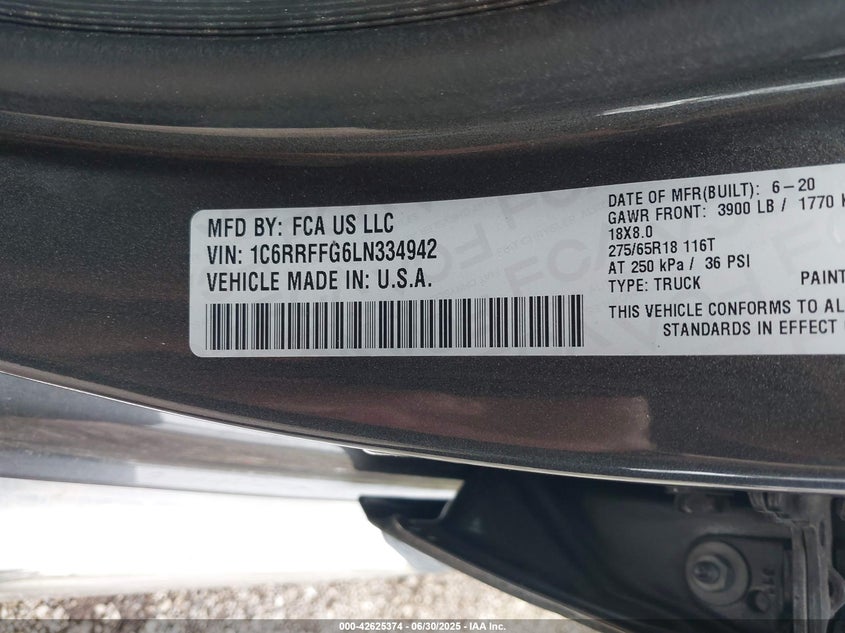 MFD BY: FCA US LLC
VIN: 1C6RRFFG6LN334942
VEHICLE MADE IN: U.S.A.
DATE OF MFR(BUILT): 6-20
GAWR FRONT: 3900 LB / 1770 K
18X8.0
275/65R18 116T
AT 250 kPa / 36 PSI
TYPE: TRUCK
PAINT
THIS VEHICLE CONFORMS TO AL
STANDARDS IN EFFECT
000-42625374 - 06/30/2025 - IAA Inc.